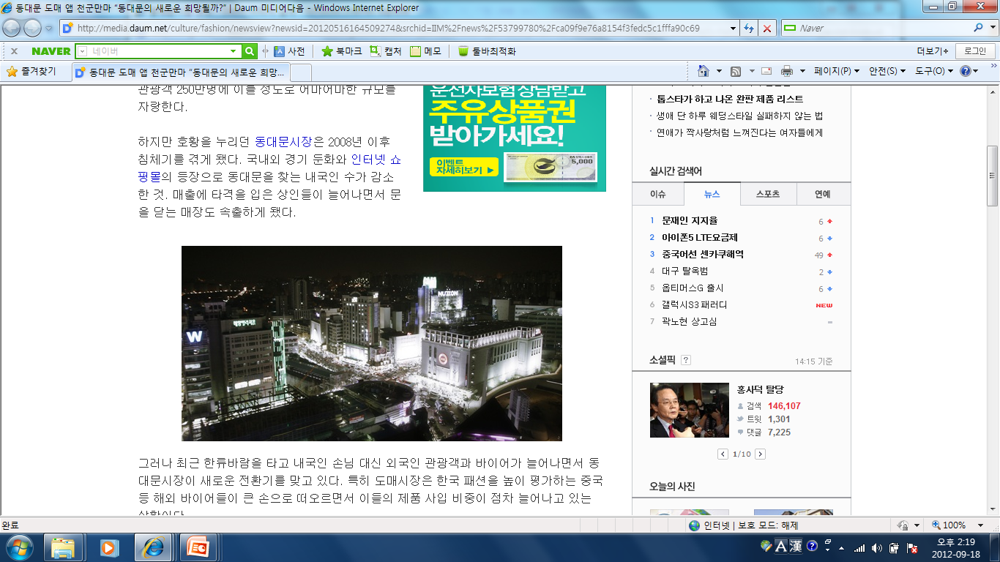 동대문 도매 앱 천군만마 "동대문의 새로운 희망될까?" | Daum 미디어다음 - Windows Internet Explorer
http://media.daum.net/culture/fashion/newsview?newsid=20120516164509774&srchid=IIM%2Fnews%2F53799780%2Fca09f9e76a8154f3fedc5c1fffa90c69
Naver
NAVER 네이버 사전 북마크 캡처 메모 툴바최적화 더보기+ 로그인
즐겨찾기 동대문 도매 앱 천군만마 "동대문의 새로운 희망... 페이지(P) 안전(S) 도구(O)
관광객 250만명에 이를 정도로 어마어마한 규모를
자랑한다.
하지만 호황을 누리던 동대문시장은 2008년 이후
침체기를 겪게 됐다. 국내외 경기 둔화와 인터넷 쇼
핑몰의 등장으로 동대문을 찾는 내국인 수가 감소
한 것. 매출에 타격을 입은 상인들이 늘어나면서 문
을 닫는 매장도 속출하게 됐다.
운전자보험 상담받고
주유상품권
받아가세요!
이벤트
자세히보기
5,000
톱스타가 하고 나온 완판 제품 리스트
생애 단 하루 웨딩스타일 실패하지 않는 법
연애가 짝사랑처럼 느껴진다는 여자들에게
실시간 검색어
이슈 뉴스 스포츠 연예
1 문재인 지지율 6
2 아이폰5 LTE요금제 6
3 중국어선 센카쿠해역 49
4 대구 탈옥범 2
5 옵티머스G 출시 6
6 갤럭시S3 패러디 NEW
7 곽노현 상고심
W
MUZEON
소셜픽 ? 14:15 기준
홍사덕 탈당
검색 146,107
트윗 1,301
댓글 7,225
1/10
오늘의 사진
그러나 최근 한류바람을 타고 내국인 손님 대신 외국인 관광객과 바이어가 늘어나면서 동
대문시장이 새로운 전환기를 맞고 있다. 특히 도매시장은 한국 패션을 높이 평가하는 중국
등 해외 바이어들이 큰 손으로 떠오르면서 이들의 제품 사입 비중이 점차 늘어나고 있는
상황이다.
완료 인터넷 | 보호 모드: 해제 100%
A 漢 오후 2:19
2012-09-18